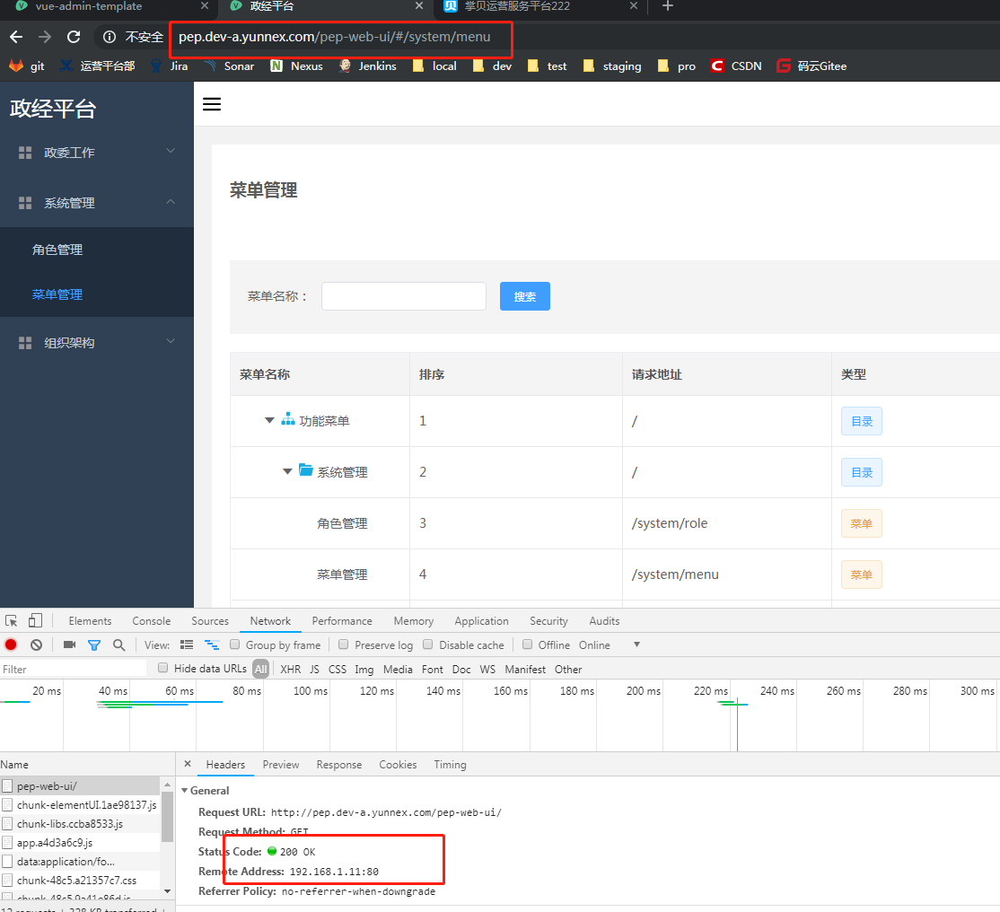 vue-admin-template
政经平台
掌贝运营服务平台222
不安全 pep.dev-a.yunnex.com/pep-web-ui/#/system/menu
git 运营平台部 Jira Sonar Nexus Jenkins local dev test staging pro CSDN 码云Gitee
政经平台
政委工作
系统管理
角色管理
菜单管理
组织架构
菜单管理
菜单名称： 搜索
菜单名称 排序 请求地址 类型
功能菜单 1 / 目录
系统管理 2 / 目录
角色管理 3 /system/role 菜单
菜单管理 4 /system/menu 菜单
Elements Console Sources Network Performance Memory Application Security Audits
View: Group by frame Preserve log Disable cache Offline Online
Filter Hide data URLs All XHR JS CSS Img Media Font Doc WS Manifest Other
20 ms 40 ms 60 ms 80 ms 100 ms 120 ms 140 ms 160 ms 180 ms 200 ms 220 ms 240 ms 260 ms 280 ms 300 ms
Name
pep-web-ui/
chunk-elementUI.1ae98137.js
chunk-libs.ccba8533.js
app.a4d3a6c9.js
data:application/fo...
chunk-48c5.a21357c7.css
chunk-48c5.9a41e86d.js
12 requests 328 KB transferred
Headers Preview Response Cookies Timing
General
Request URL: http://pep.dev-a.yunnex.com/pep-web-ui/
Request Method: GET
Status Code: 200 OK
Remote Address: 192.168.1.11:80
Referrer Policy: no-referrer-when-downgrade